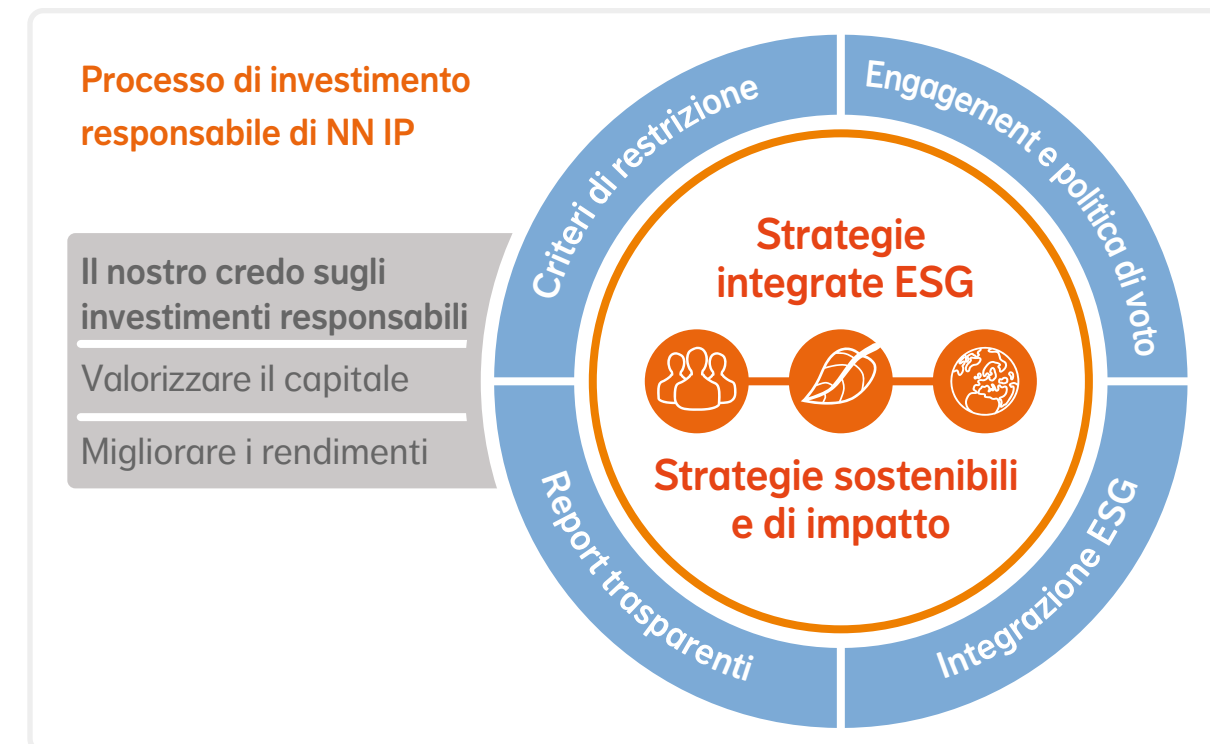 Processo di investimento
responsabile di NN IP
Il nostro credo sugli
investimenti responsabili
Valorizzare il capitale
Migliorare i rendimenti
Criteri di restrizione
Engagement e politica di voto
Strategie
integrate ESG
Strategie sostenibili
e di impatto
Report trasparenti
Integrazione ESG